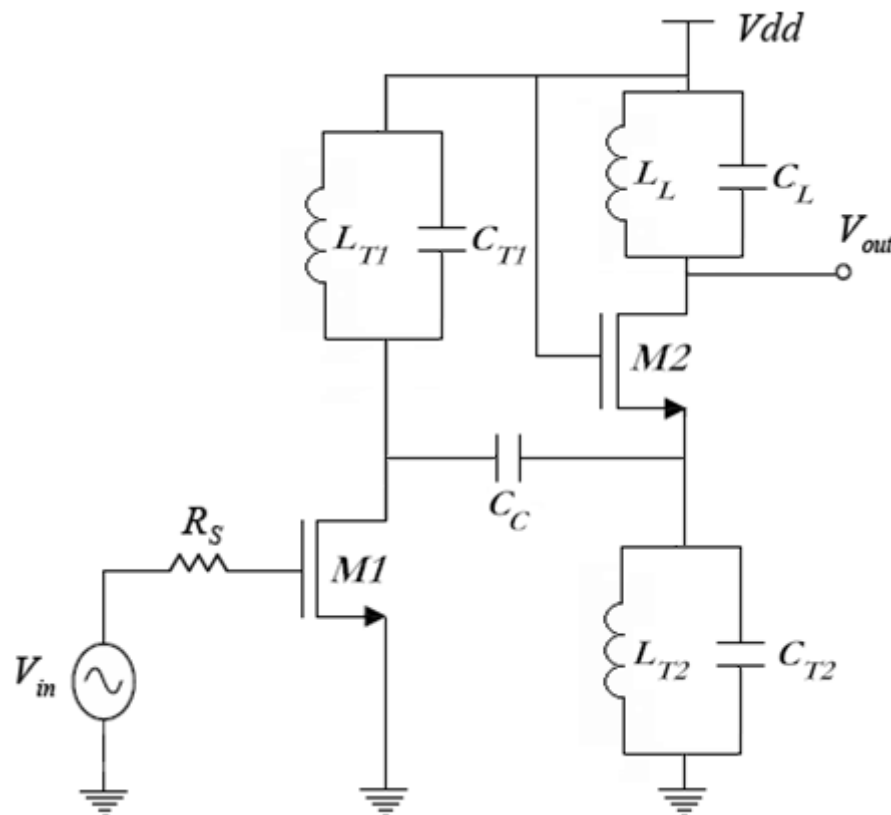 Vdd
L_L
C_L
V_out
L_T1
C_T1
M2
C_C
R_S
M1
V_in
L_T2
C_T2